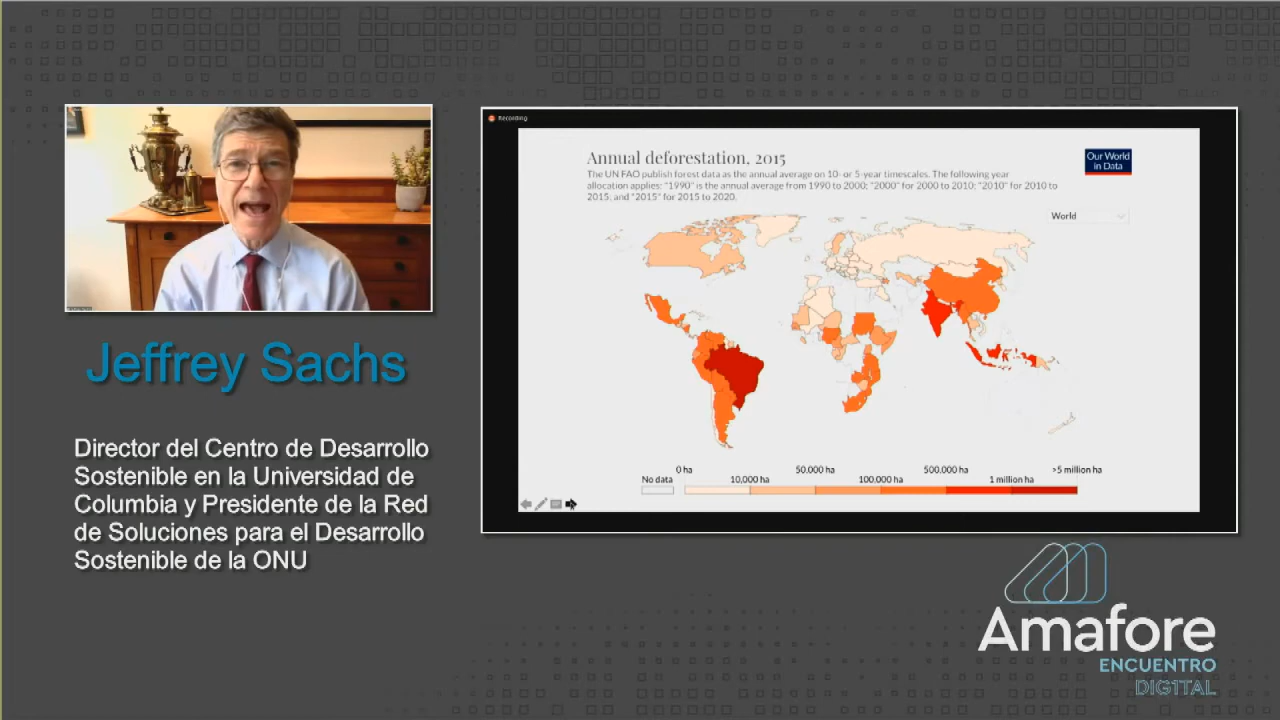 Recording
Annual deforestation, 2015
The UN FAO publish forest data as the annual average on 10- or 5-year timescales. The following year
allocation applies: "1990" is the annual average from 1990 to 2000; "2000" for 2000 to 2010; "2010" for 2010 to
2015; and "2015" for 2015 to 2020.
Our World
in Data
World
No data
0 ha
10,000 ha
50,000 ha
100,000 ha
500,000 ha
1 million ha
>5 million ha
Jeffrey Sachs
Director del Centro de Desarrollo
Sostenible en la Universidad de
Columbia y Presidente de la Red
de Soluciones para el Desarrollo
Sostenible de la ONU
Amafore
ENCUENTRO
DIG1TAL